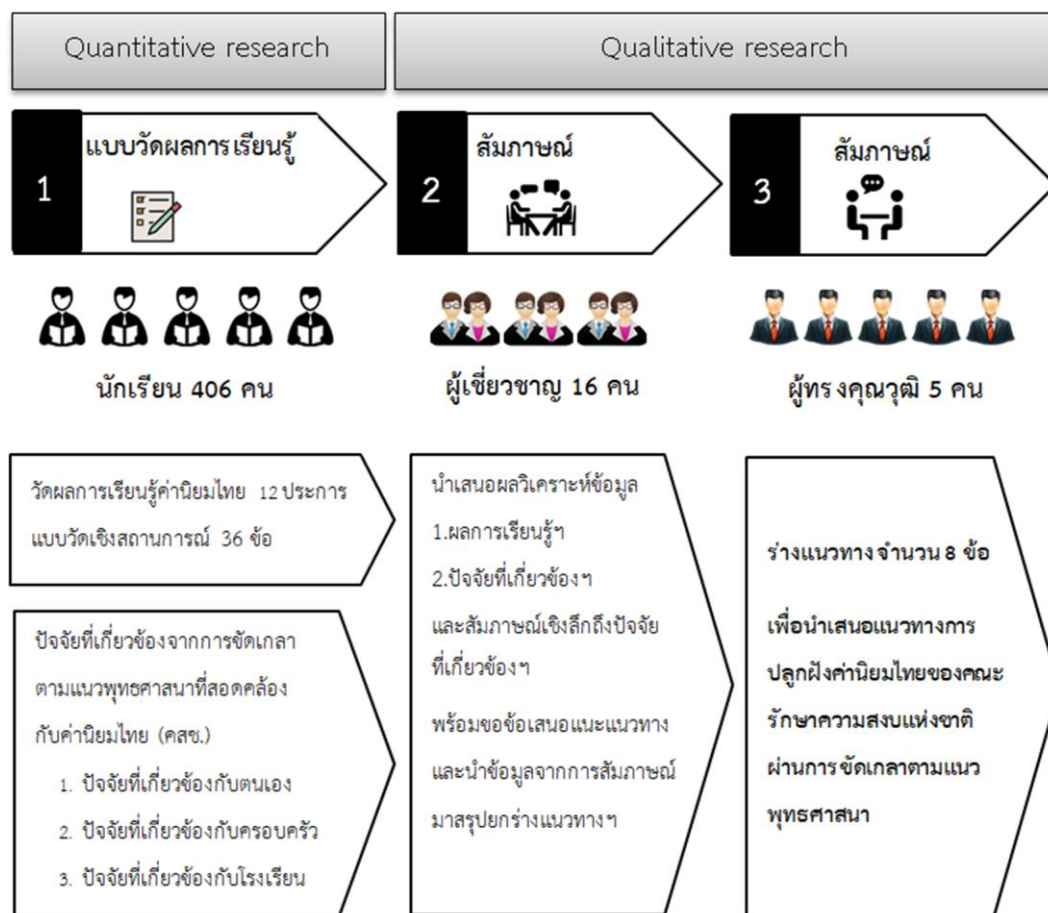 Quantitative research
Qualitative research
1
แบบวัดผลการเรียนรู้
2
สัมภาษณ์
3
สัมภาษณ์
นักเรียน 406 คน
ผู้เชี่ยวชาญ 16 คน
ผู้ทรงคุณวุฒิ 5 คน
วัดผลการเรียนรู้ค่านิยมไทย 12 ประการ
แบบวัดเชิงสถานการณ์ 36 ข้อ
ปัจจัยที่เกี่ยวข้องจากการขัดเกลา
ตามแนวพุทธศาสนาที่สอดคล้อง
กับค่านิยมไทย (คสช.)
1. ปัจจัยที่เกี่ยวข้องกับตนเอง
2. ปัจจัยที่เกี่ยวข้องกับครอบครัว
3. ปัจจัยที่เกี่ยวข้องกับโรงเรียน
นำเสนอผลวิเคราะห์ข้อมูล
1.ผลการเรียนรู้ฯ
2.ปัจจัยที่เกี่ยวข้องฯ
และสัมภาษณ์เชิงลึกถึงปัจจัย
ที่เกี่ยวข้องฯ
พร้อมขอข้อเสนอแนะแนวทาง
และนำข้อมูลจากการสัมภาษณ์
มาสรุปยกร่างแนวทางฯ
ร่างแนวทาง จำนวน 8 ข้อ
เพื่อนำเสนอแนวทางการ
ปลูกฝังค่านิยมไทยของคณะ
รักษาความสงบแห่งชาติ
ผ่านการขัดเกลาตามแนว
พุทธศาสนา